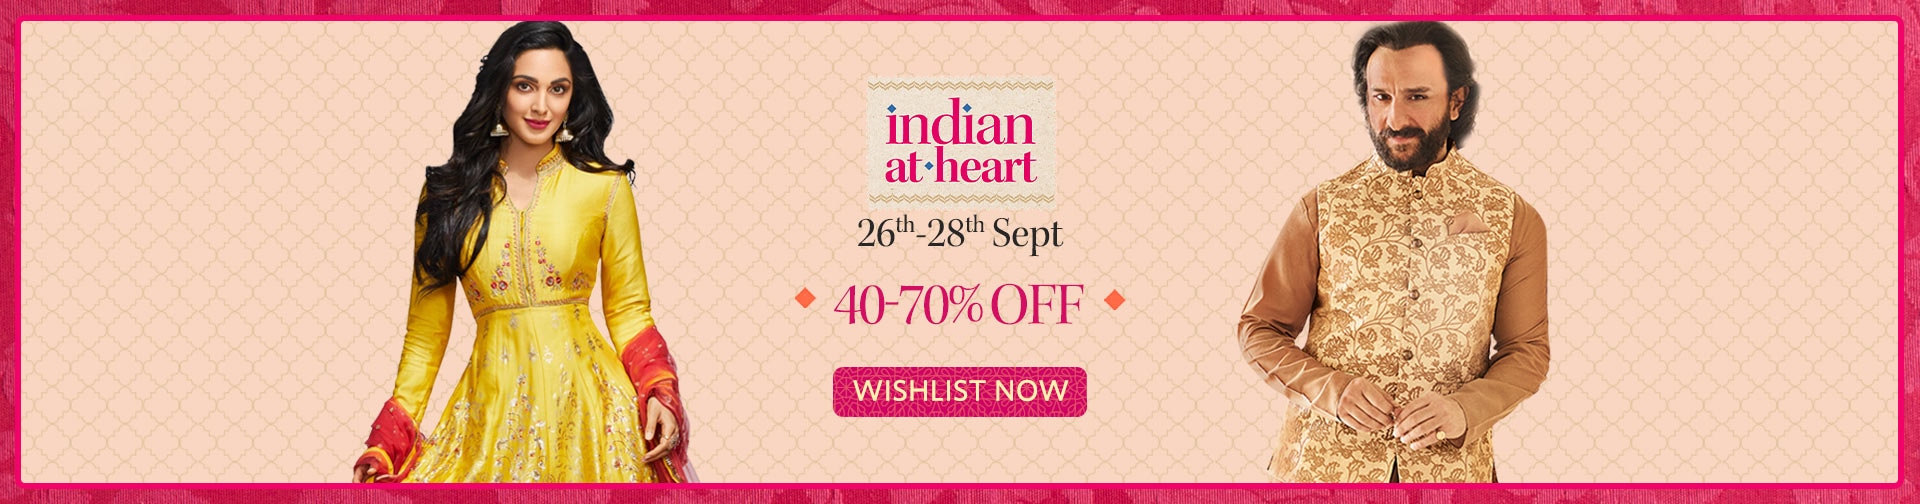 indian
at heart
26th-28th Sept
40-70% OFF
WISHLIST NOW